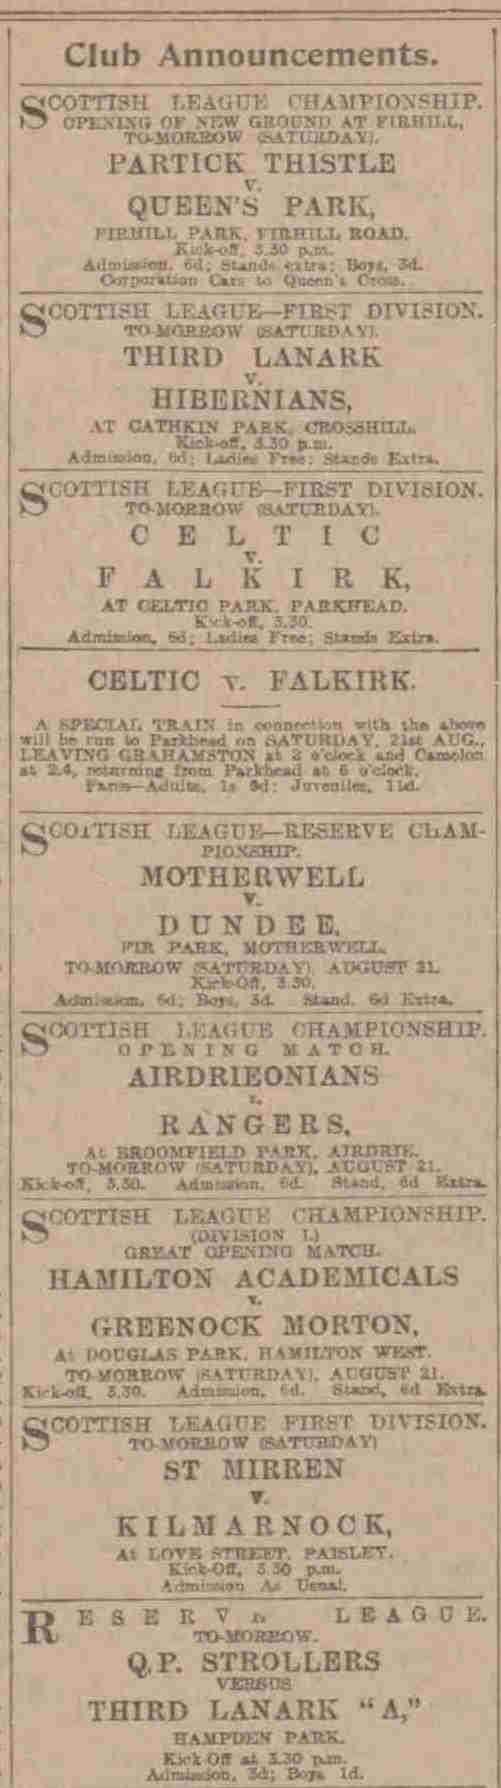 Club Announcements.
SCOTTISH LEAGUE CHAMPIONSHIP.
OPENING OF NEW GROUND AT FIRHILL,
TO-MORROW (SATURDAY).
PARTICK THISTLE
v.
QUEEN'S PARK,
FIRHILL PARK, FIRHILL ROAD.
Kick-off, 3.30 p.m.
Admission, 6d; Stands extra; Boys, 3d.
Corporation Cars to Queen's Cross.
SCOTTISH LEAGUE—FIRST DIVISION.
TO-MORROW (SATURDAY).
THIRD LANARK
v.
HIBERNIANS,
AT CATHKIN PARK, CROSSHILL.
Kick-off, 3.30 p.m.
Admission, 6d; Ladies Free; Stands Extra.
SCOTTISH LEAGUE—FIRST DIVISION.
TO-MORROW (SATURDAY).
CELTIC
v.
FALKIRK,
AT CELTIC PARK, PARKHEAD.
Kick-off, 3.30.
Admission, 6d; Ladies Free; Stands Extra.
CELTIC v. FALKIRK.
A SPECIAL TRAIN in connection with the above
will be run to Parkhead on SATURDAY, 21st AUG.,
LEAVING GRAHAMSTON at 2 o'clock and Camelon
at 2.4, returning from Parkhead at 6 o'clock.
Fares—Adults, 1s 9d; Juveniles, 11d.
SCOTTISH LEAGUE—RESERVE CHAM-
PIONSHIP.
MOTHERWELL
v.
DUNDEE,
FIR PARK, MOTHERWELL.
TO-MORROW (SATURDAY), AUGUST 21.
Kick-Off, 3.30.
Admission, 6d; Boys, 3d. Stand, 6d Extra.
SCOTTISH LEAGUE CHAMPIONSHIP.
OPENING MATCH.
AIRDRIEONIANS
v.
RANGERS,
At BROOMFIELD PARK, AIRDRIE.
TO-MORROW (SATURDAY), AUGUST 21.
Kick-off, 3.30. Admission, 6d. Stand, 6d Extra.
SCOTTISH LEAGUE CHAMPIONSHIP.
(DIVISION I.)
GREAT OPENING MATCH.
HAMILTON ACADEMICALS
v.
GREENOCK MORTON,
At DOUGLAS PARK, HAMILTON WEST.
TO-MORROW (SATURDAY), AUGUST 21.
Kick-off, 3.30. Admission, 6d. Stand, 6d Extra.
SCOTTISH LEAGUE FIRST DIVISION.
TO-MORROW (SATURDAY)
ST MIRREN
v.
KILMARNOCK,
At LOVE STREET, PAISLEY.
Kick-Off, 3.30 p.m.
Admission As Usual.
RESERVE LEAGUE.
TO-MORROW.
Q.P. STROLLERS
VERSUS
THIRD LANARK "A,"
HAMPDEN PARK.
Kick Off at 3.30 p.m.
Admission, 3d; Boys 1d.